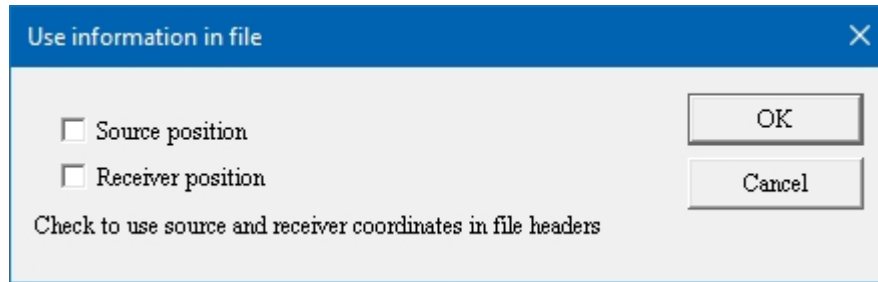 Use information in file
Source position
OK
Receiver position
Cancel
Check to use source and receiver coordinates in file headers